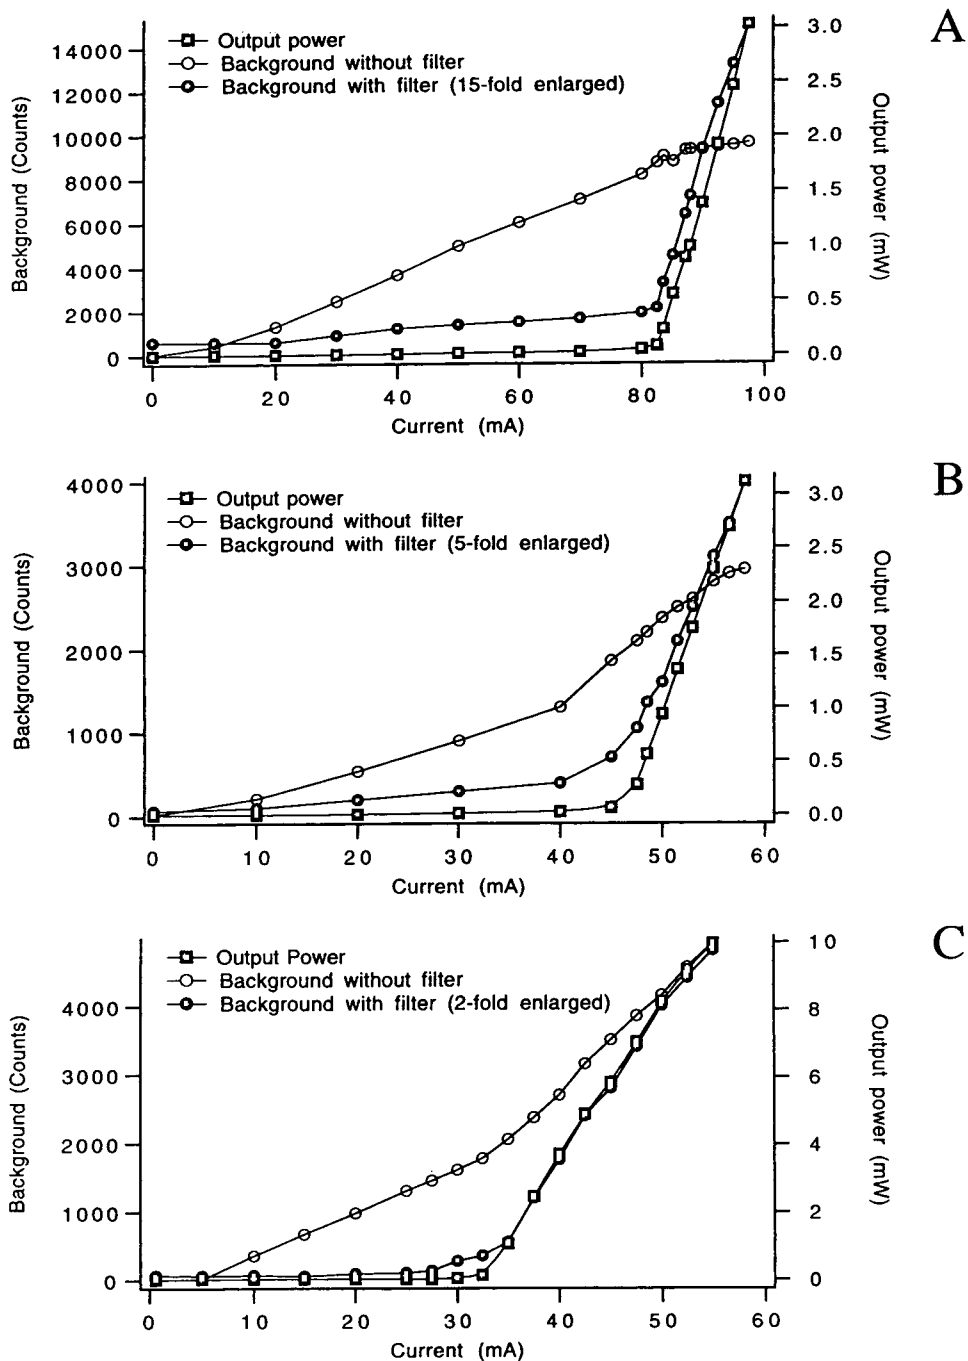 A
Output power
Background without filter
Background with filter (15-fold enlarged)
Background (Counts)
14000
12000
10000
8000
6000
4000
2000
0
3.0
2.5
2.0
1.5
1.0
0.5
0.0
Output power (mW)
0 20 40 60 80 100
Current (mA)
B
Output power
Background without filter
Background with filter (5-fold enlarged)
Background (Counts)
4000
3000
2000
1000
0
3.0
2.5
2.0
1.5
1.0
0.5
0.0
Output power (mW)
0 10 20 30 40 50 60
Current (mA)
C
Output Power
Background without filter
Background with filter (2-fold enlarged)
Background (Counts)
4000
3000
2000
1000
0
10
8
6
4
2
0
Output power (mW)
0 10 20 30 40 50 60
Current (mA)